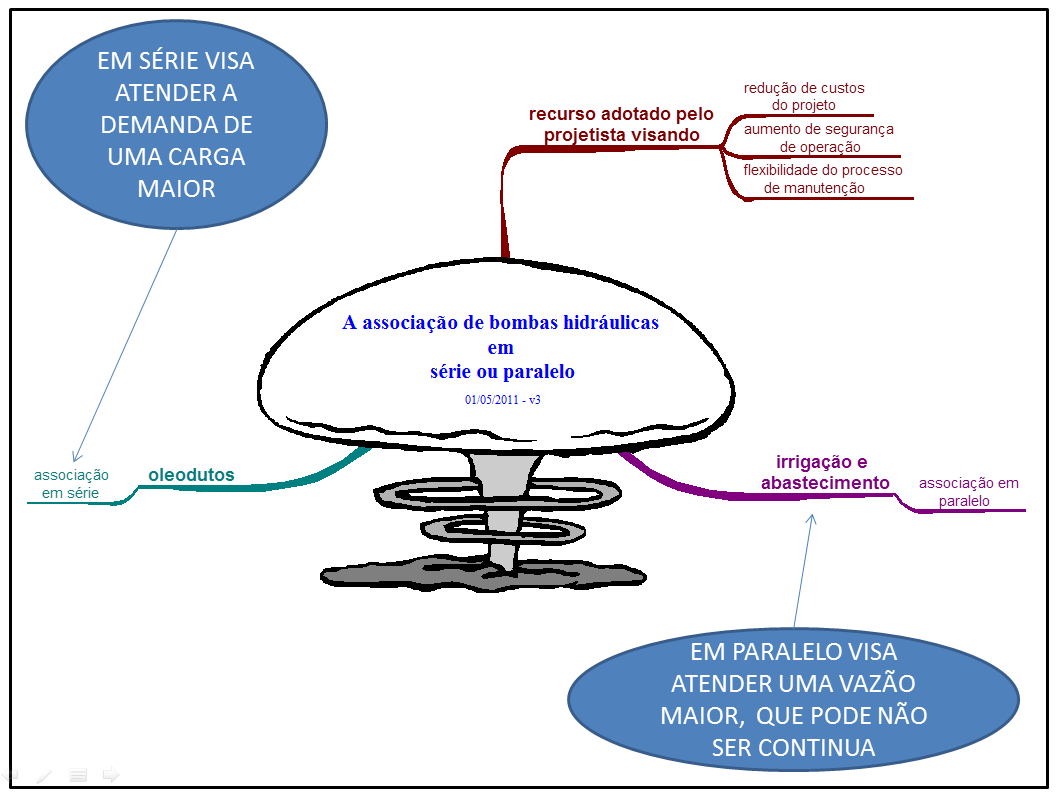 EM SÉRIE VISA
ATENDER A
DEMANDA DE
UMA CARGA
MAIOR
recurso adotado pelo
projetista visando
redução de custos
do projeto
aumento de segurança
de operação
flexibilidade do processo
de manutenção
A associação de bombas hidráulicas
em
série ou paralelo
01/05/2011 - v3
associação
em série
oleodutos
irrigação e
abastecimento
associação em
paralelo
EM PARALELO VISA
ATENDER UMA VAZÃO
MAIOR, QUE PODE NÃO
SER CONTINUA